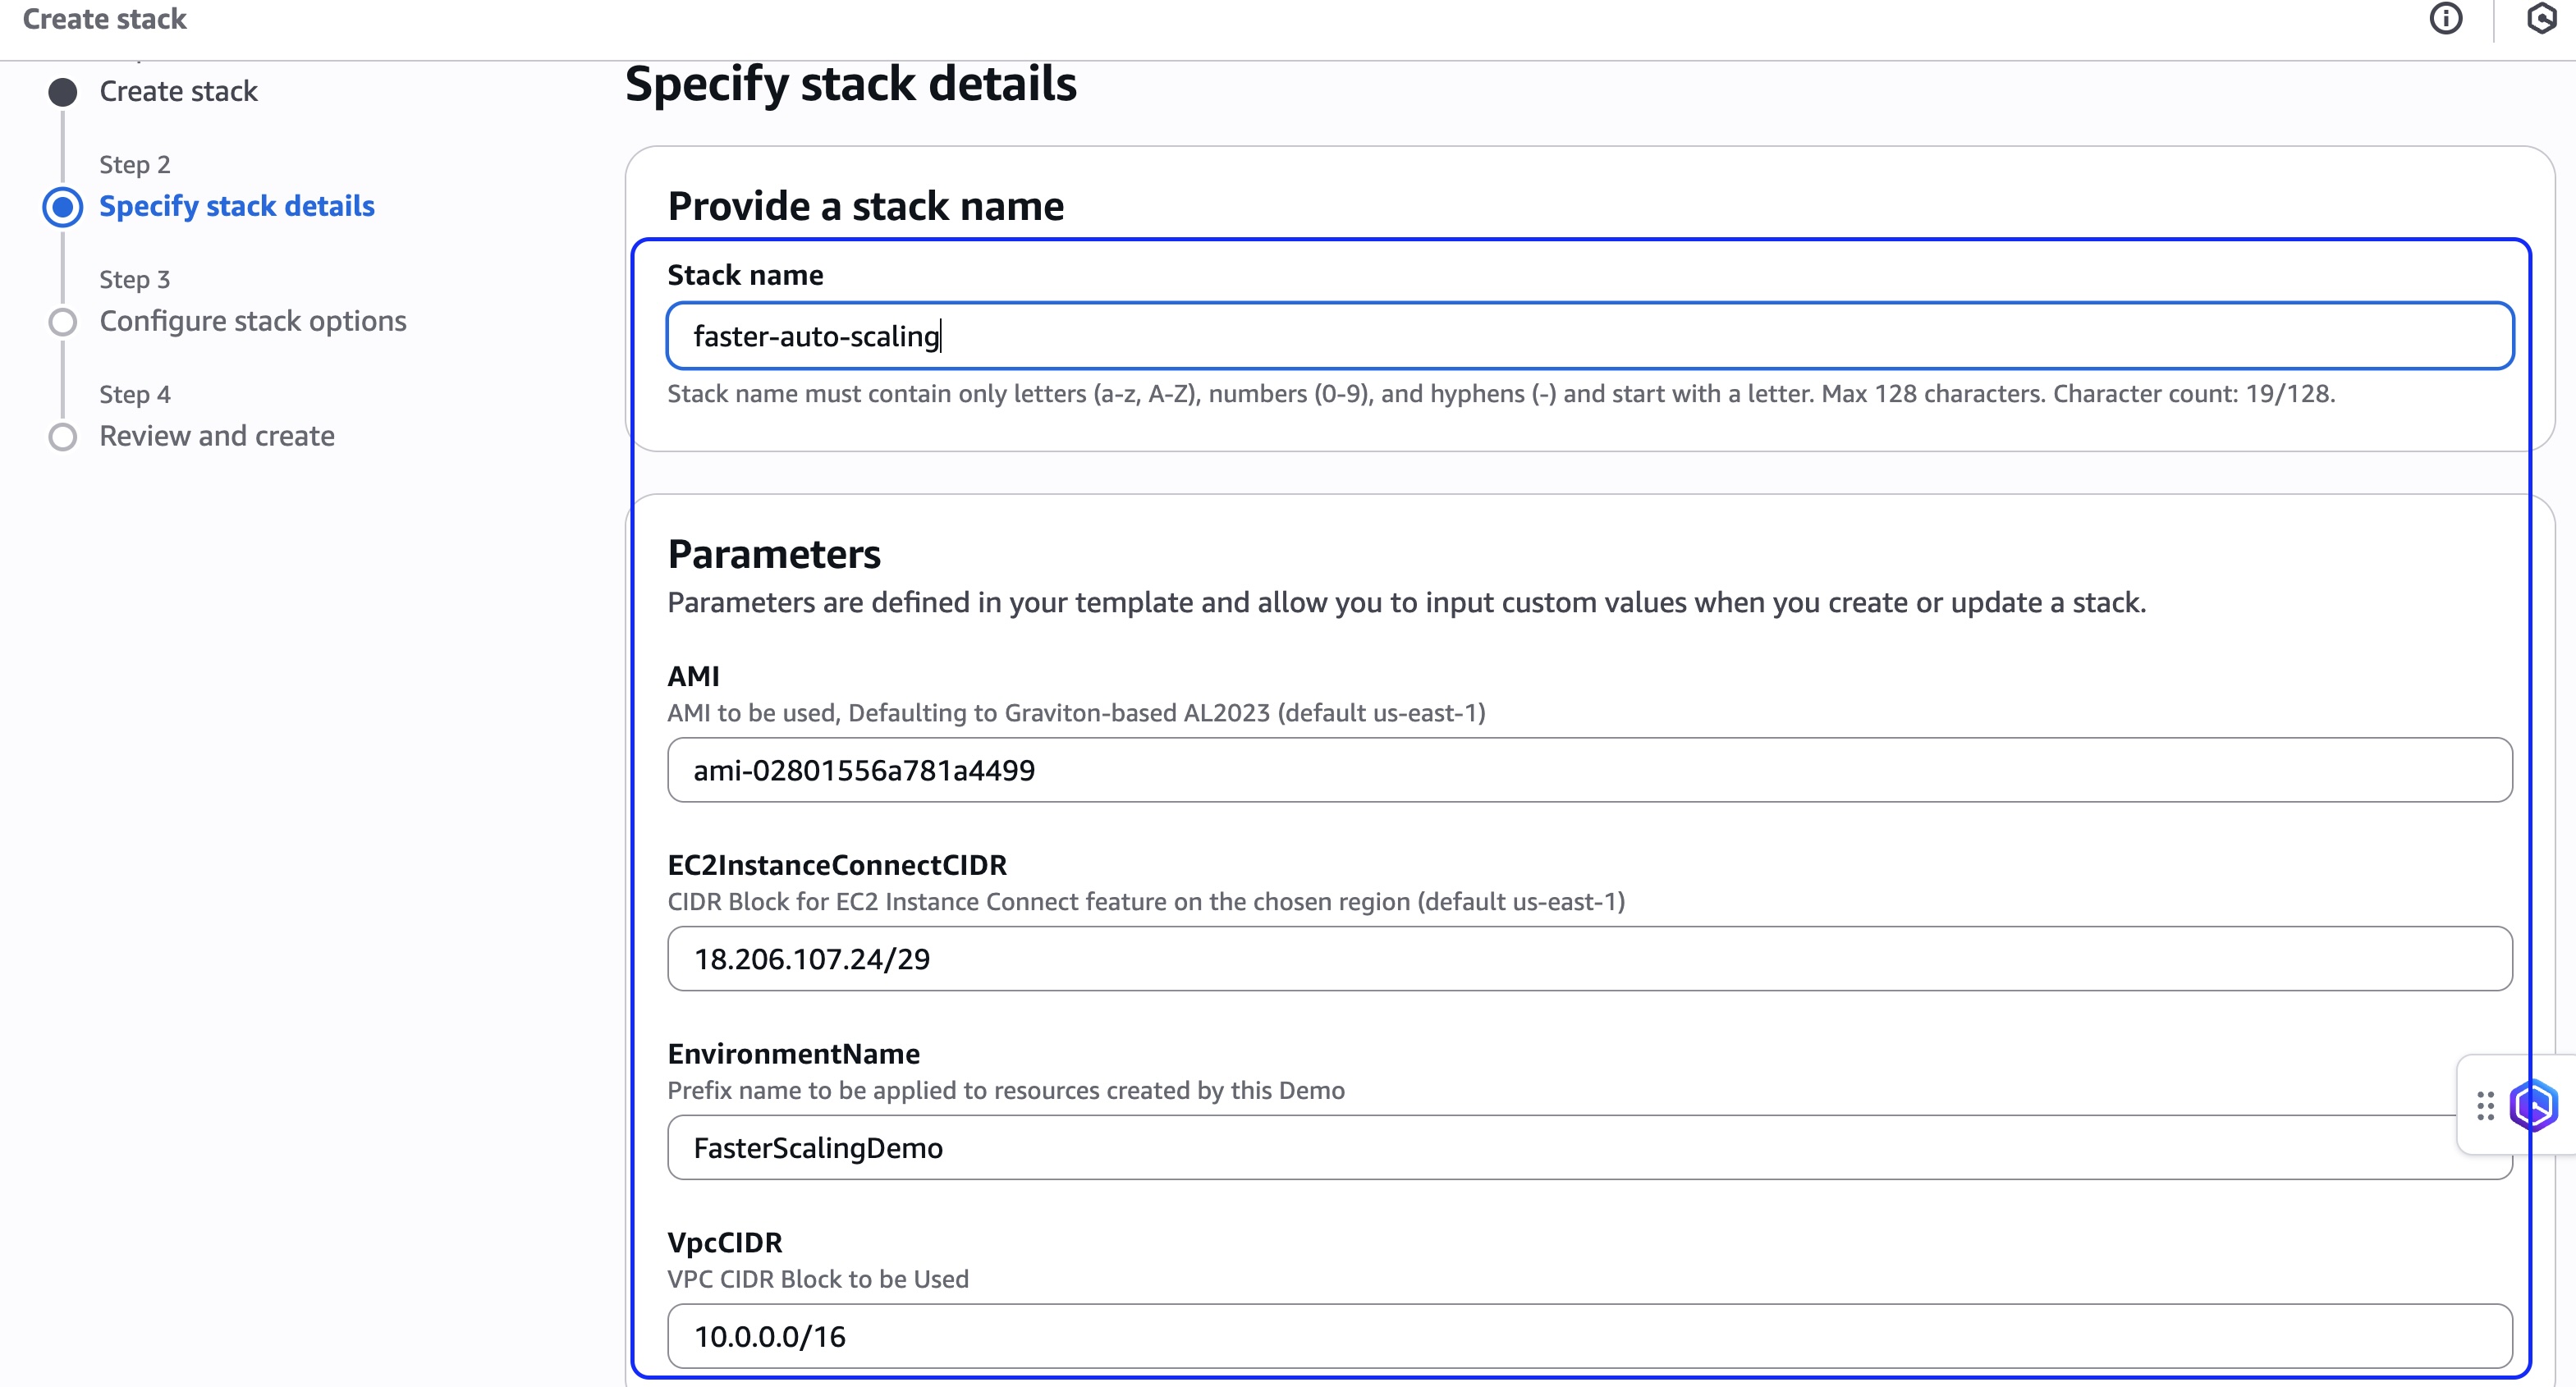 Create stack
Create stack
Step 2
Specify stack details
Step 3
Configure stack options
Step 4
Review and create
Specify stack details
Provide a stack name
Stack name
faster-auto-scaling
Stack name must contain only letters (a-z, A-Z), numbers (0-9), and hyphens (-) and start with a letter. Max 128 characters. Character count: 19/128.
Parameters
Parameters are defined in your template and allow you to input custom values when you create or update a stack.
AMI
AMI to be used, Defaulting to Graviton-based AL2023 (default us-east-1)
ami-02801556a781a4499
EC2InstanceConnectCIDR
CIDR Block for EC2 Instance Connect feature on the chosen region (default us-east-1)
18.206.107.24/29
EnvironmentName
Prefix name to be applied to resources created by this Demo
FasterScalingDemo
VpcCIDR
VPC CIDR Block to be Used
10.0.0.0/16